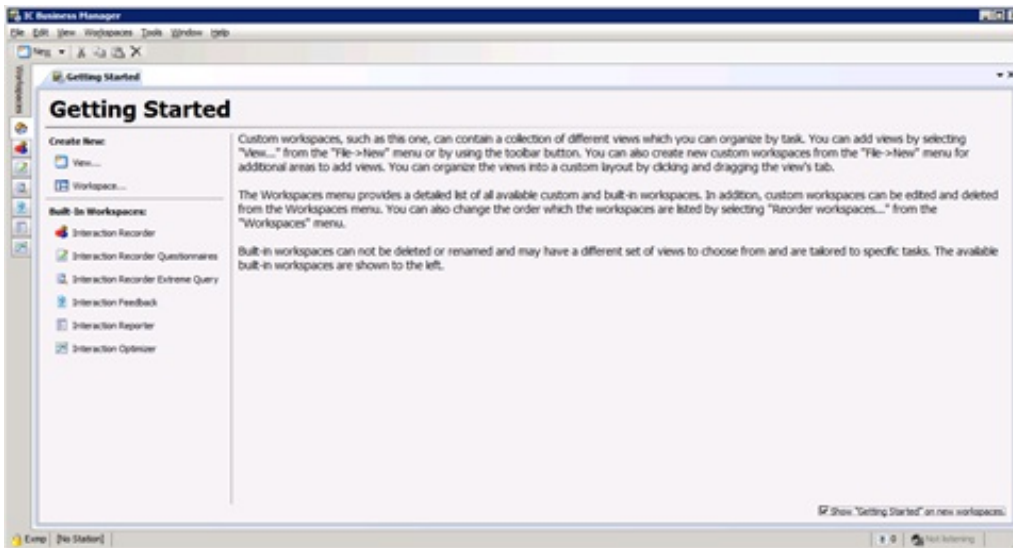 IC Business Manager
File Edit View Workspaces Tools Window Help
New
Workspaces
Getting Started
Getting Started
Create New:
View...
Workspace...
Built-In Workspaces:
Interaction Recorder
Interaction Recorder Questionnaires
Interaction Recorder Extreme Query
Interaction Feedback
Interaction Reporter
Interaction Optimizer
Custom workspaces, such as this one, can contain a collection of different views which you can organize by task. You can add views by selecting
"View..." from the "File->New" menu or by using the toolbar button. You can also create new custom workspaces from the "File->New" menu for
additional areas to add views. You can organize the views into a custom layout by clicking and dragging the view's tab.
The Workspaces menu provides a detailed list of all available custom and built-in workspaces. In addition, custom workspaces can be edited and deleted
from the Workspaces menu. You can also change the order which the workspaces are listed by selecting "Reorder workspaces..." from the
"Workspaces" menu.
Built-in workspaces can not be deleted or renamed and may have a different set of views to choose from and are tailored to specific tasks. The available
built-in workspaces are shown to the left.
Show "Getting Started" on new workspaces.
[No Station]
0
Not listening